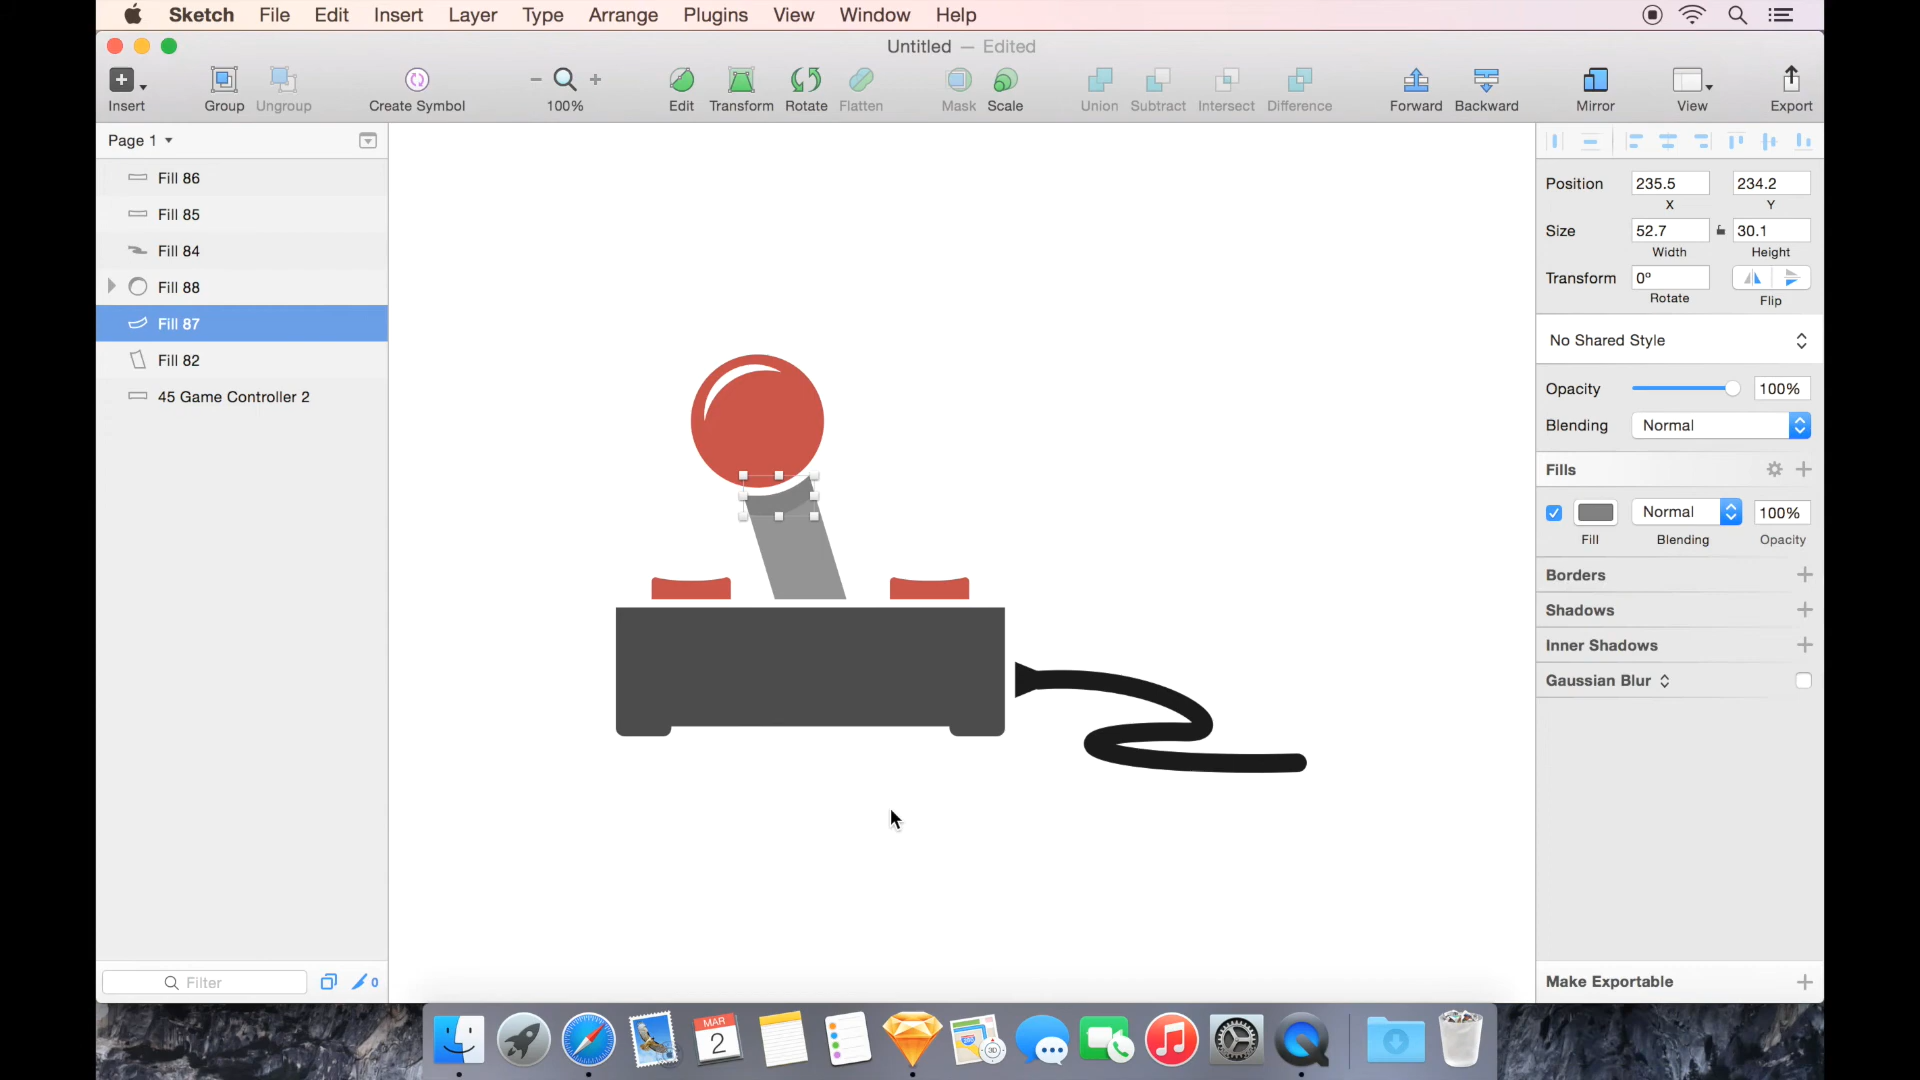 Sketch File Edit Insert Layer Type Arrange Plugins View Window Help
Untitled — Edited
Insert Group Ungroup Create Symbol 100% Edit Transform Rotate Flatten Mask Scale Union Subtract Intersect Difference Forward Backward Mirror View Export
Page 1
Fill 86
Fill 85
Fill 84
Fill 88
Fill 87
Fill 82
45 Game Controller 2
Filter
0
Position 235.5 234.2
X Y
Size 52.7 30.1
Width Height
Transform 0º
Rotate Flip
No Shared Style
Opacity 100%
Blending Normal
Fills
Normal 100%
Fill Blending Opacity
Borders
Shadows
Inner Shadows
Gaussian Blur
Make Exportable
MAR
2